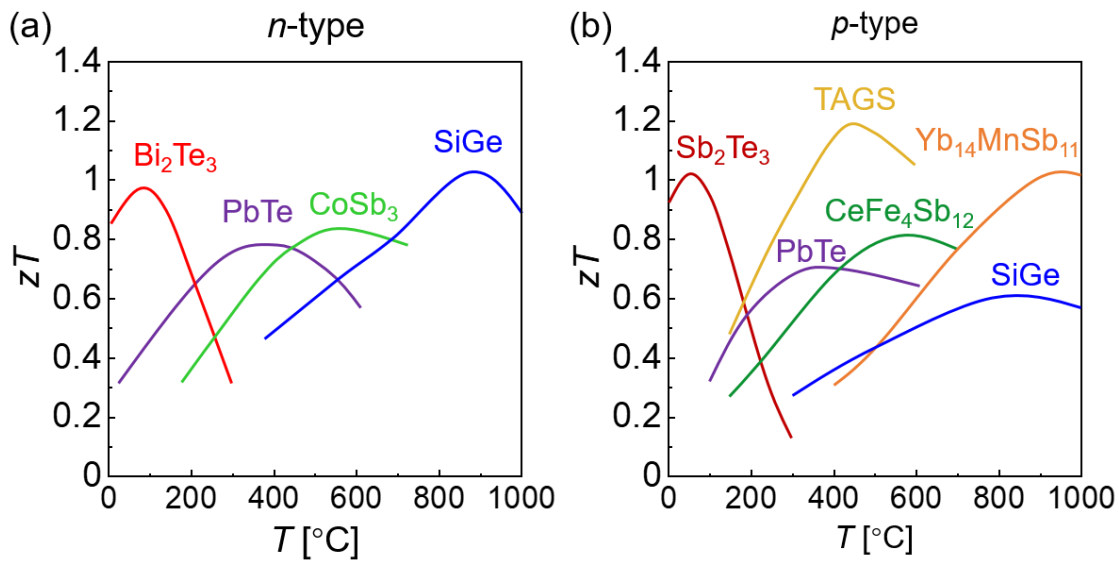 (a)
n-type
zT
1.4
1.2
1
0.8
0.6
0.4
0.2
0
Bi₂Te₃
PbTe
CoSb₃
SiGe
0 200 400 600 800 1000
T [°C]
(b)
p-type
zT
1.4
1.2
1
0.8
0.6
0.4
0.2
0
TAGS
Sb₂Te₃
Yb₁₄MnSb₁₁
CeFe₄Sb₁₂
PbTe
SiGe
0 200 400 600 800 1000
T [°C]